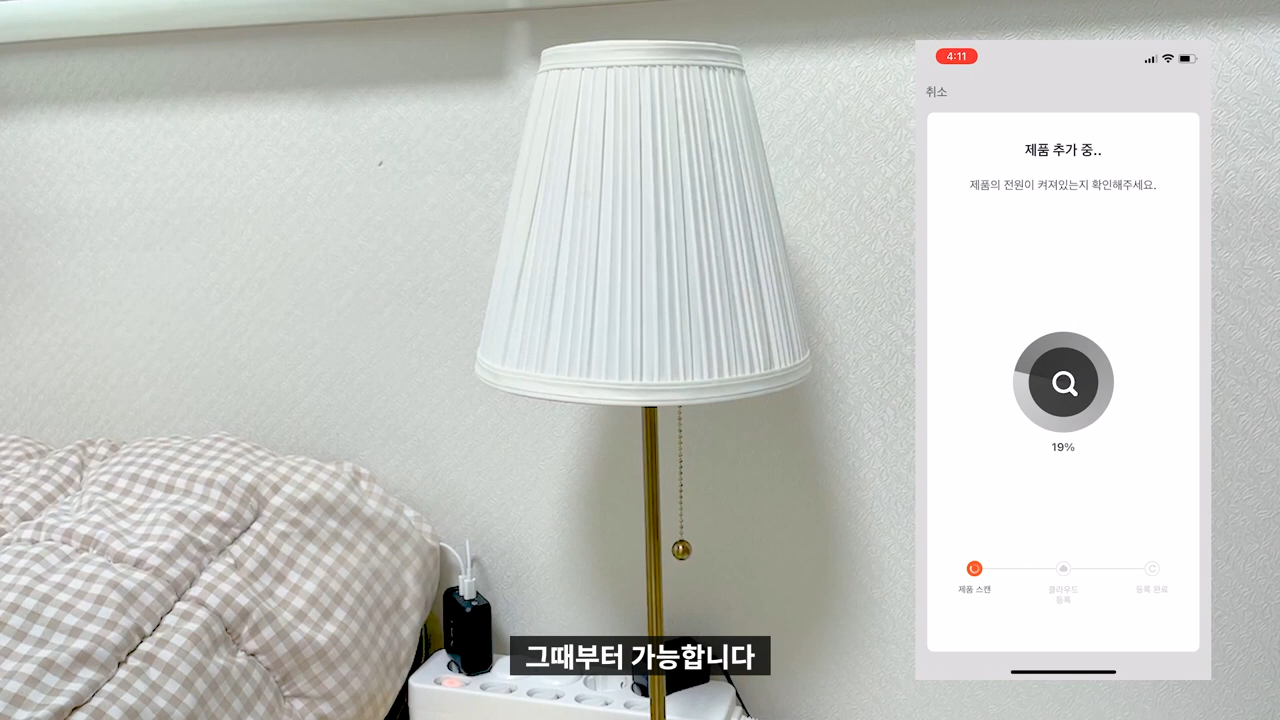 4:11
취소
제품 추가 중..
제품의 전원이 켜져있는지 확인해주세요.
19%
제품 스캔
클라우드
등록
등록 완료
그때부터 가능합니다